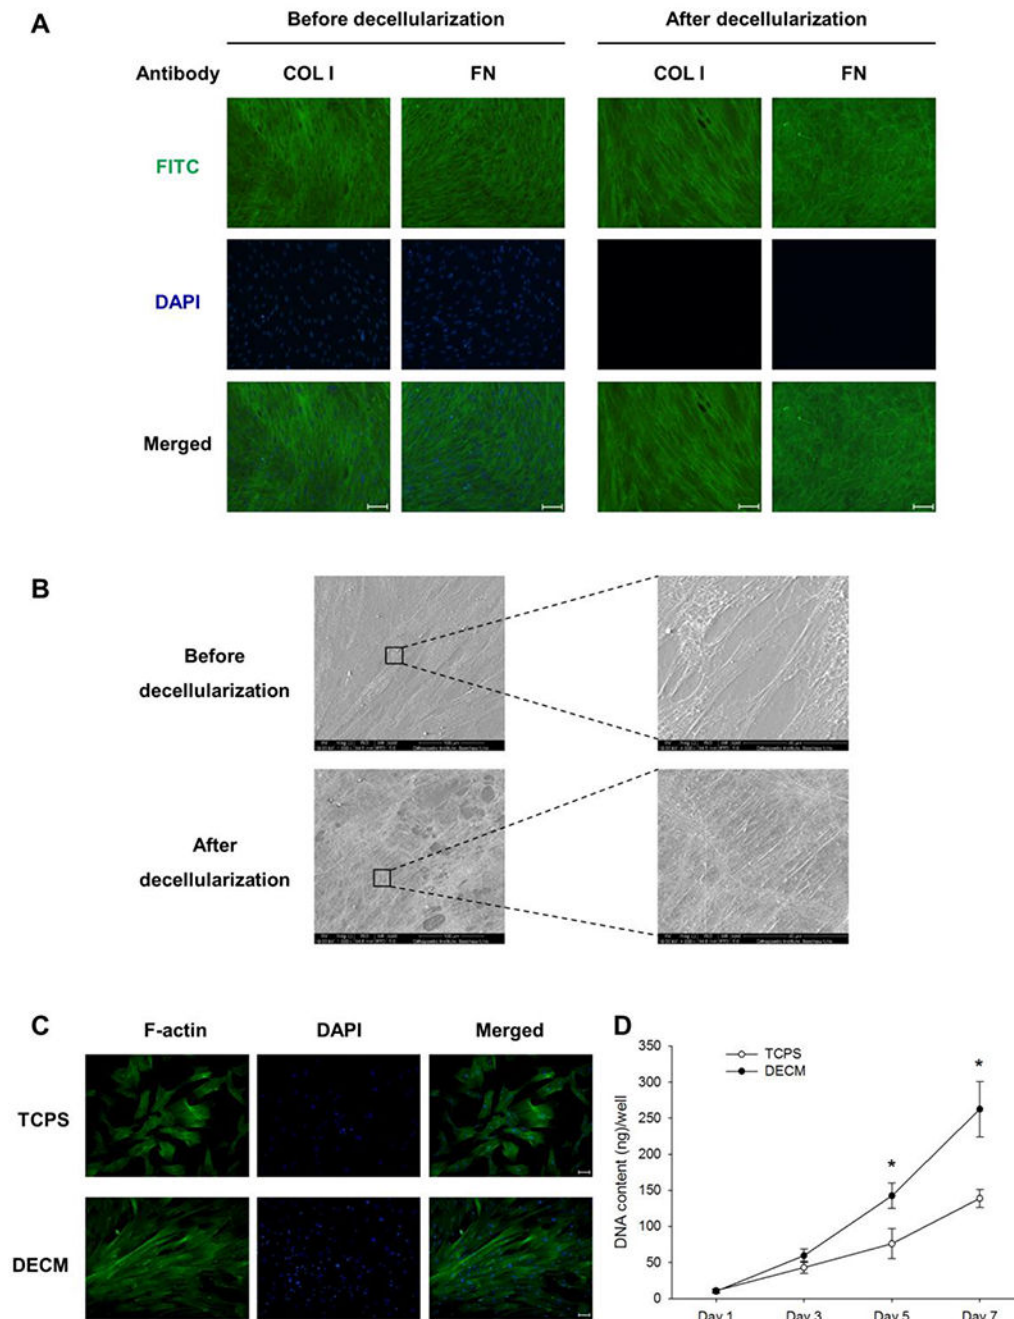 A
Before decellularization
After decellularization
Antibody
COL I
FN
COL I
FN
FITC
DAPI
Merged
B
Before
decellularization
After
decellularization
C
F-actin
DAPI
Merged
TCPS
DECM
D
TCPS
DECM
DNA content (ng)/well
350
300
250
200
150
100
50
0
*
*
Day 1
Day 3
Day 5
Day 7